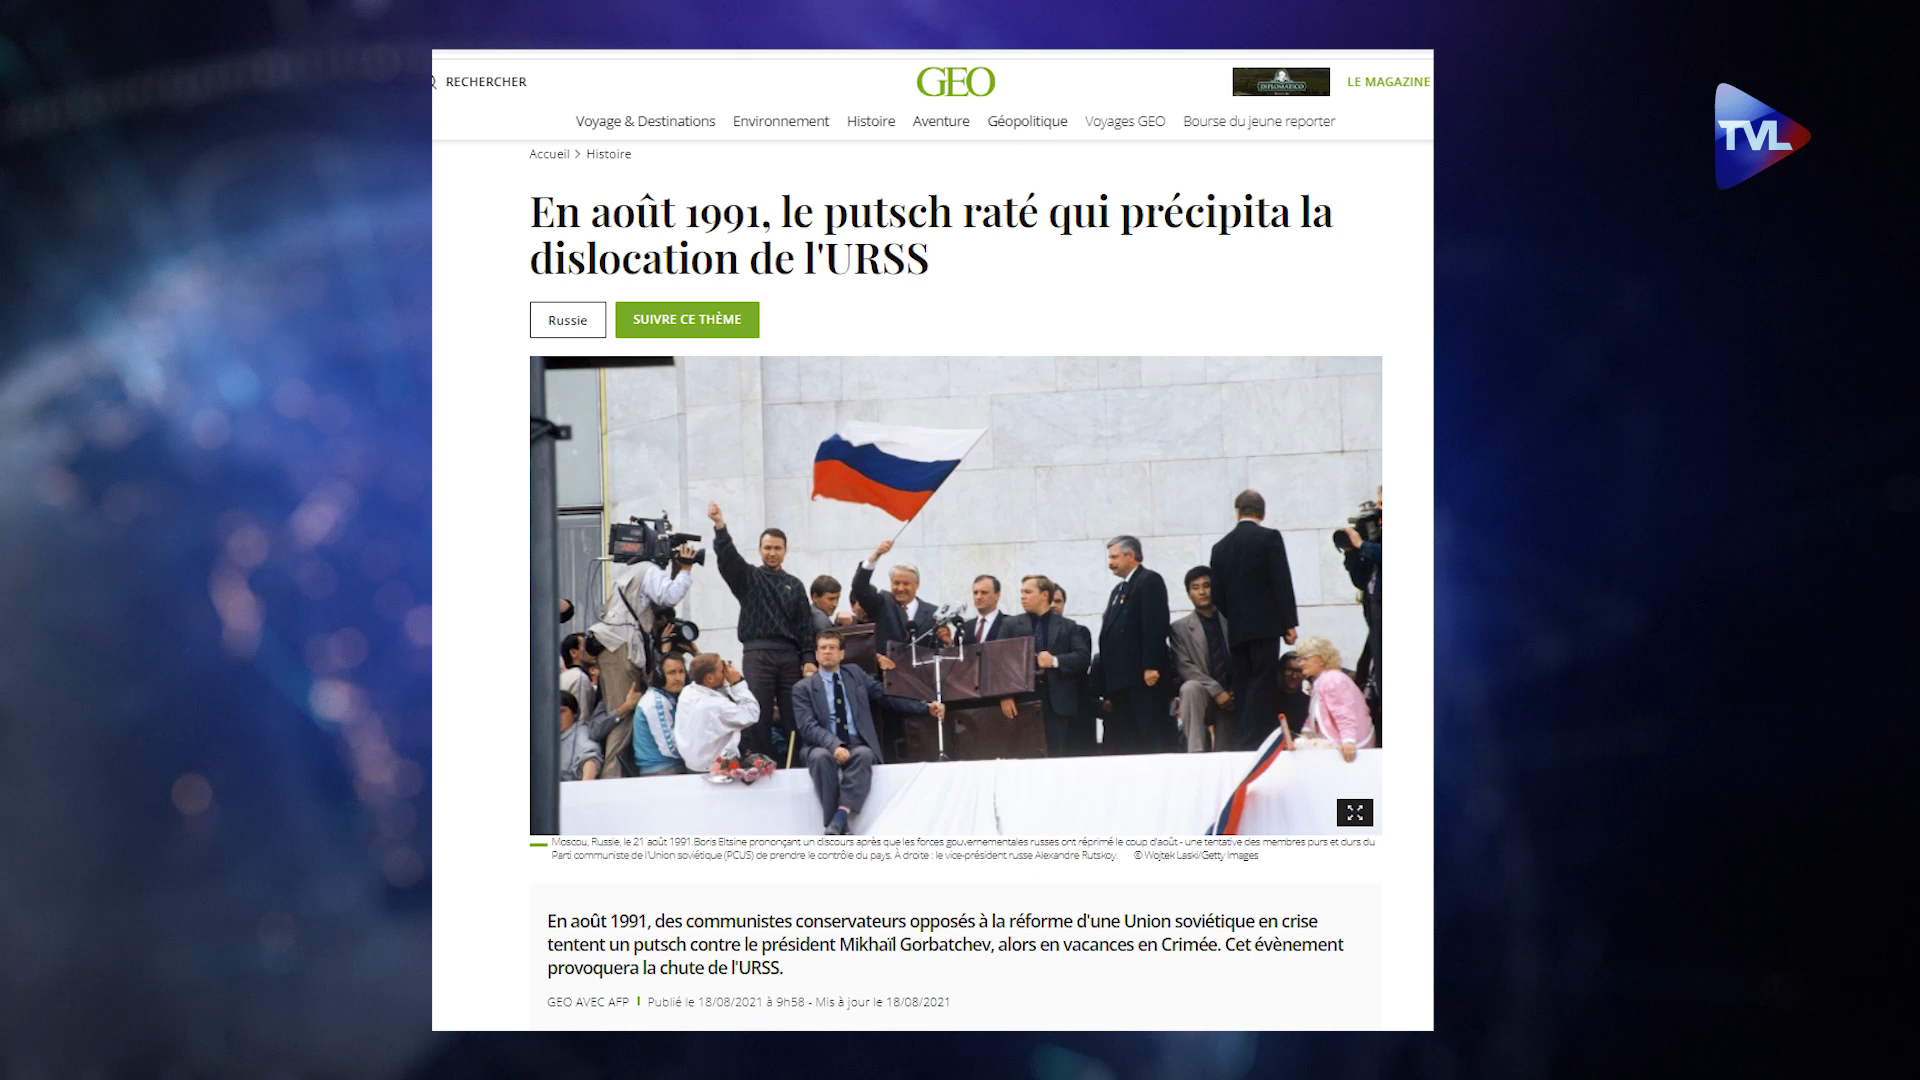 RECHERCHER
GEO
DIPLOMÁTICO
LE MAGAZINE
TVL
Voyage & Destinations Environnement Histoire Aventure Géopolitique Voyages GEO Bourse du jeune reporter
Accueil > Histoire
En août 1991, le putsch raté qui précipita la
dislocation de l'URSS
Russie SUIVRE CE THÈME
Moscou, Russie, le 21 août 1991.Boris Eltsine prononçant un discours après que les forces gouvernementales russes ont réprimé le coup d'août - une tentative des membres purs et durs du
Parti communiste de l'Union soviétique (PCUS) de prendre le contrôle du pays. À droite : le vice-président russe Alexandre Rutskoy. © Wojtek Laski/Getty Images
En août 1991, des communistes conservateurs opposés à la réforme d'une Union soviétique en crise
tentent un putsch contre le président Mikhaïl Gorbatchev, alors en vacances en Crimée. Cet évènement
provoquera la chute de l'URSS.
GEO AVEC AFP | Publié le 18/08/2021 à 9h58 - Mis à jour le 18/08/2021